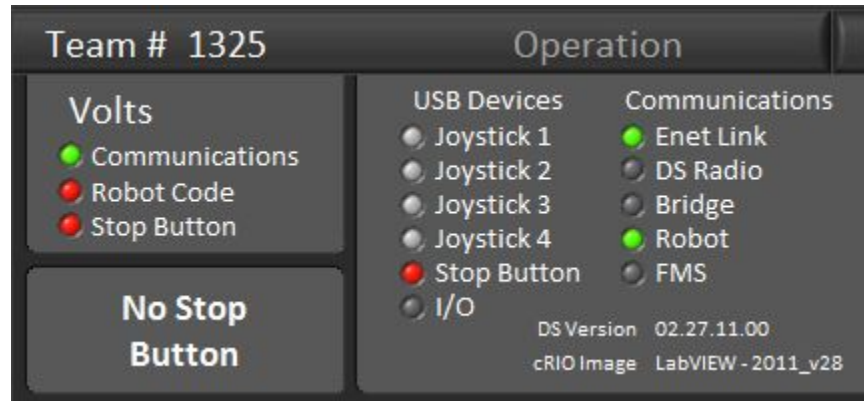 Team # 1325
Operation
Volts
Communications
Robot Code
Stop Button
No Stop
Button
USB Devices
Joystick 1
Joystick 2
Joystick 3
Joystick 4
Stop Button
I/O
Communications
Enet Link
DS Radio
Bridge
Robot
FMS
DS Version 02.27.11.00
cRIO Image LabVIEW - 2011_v28